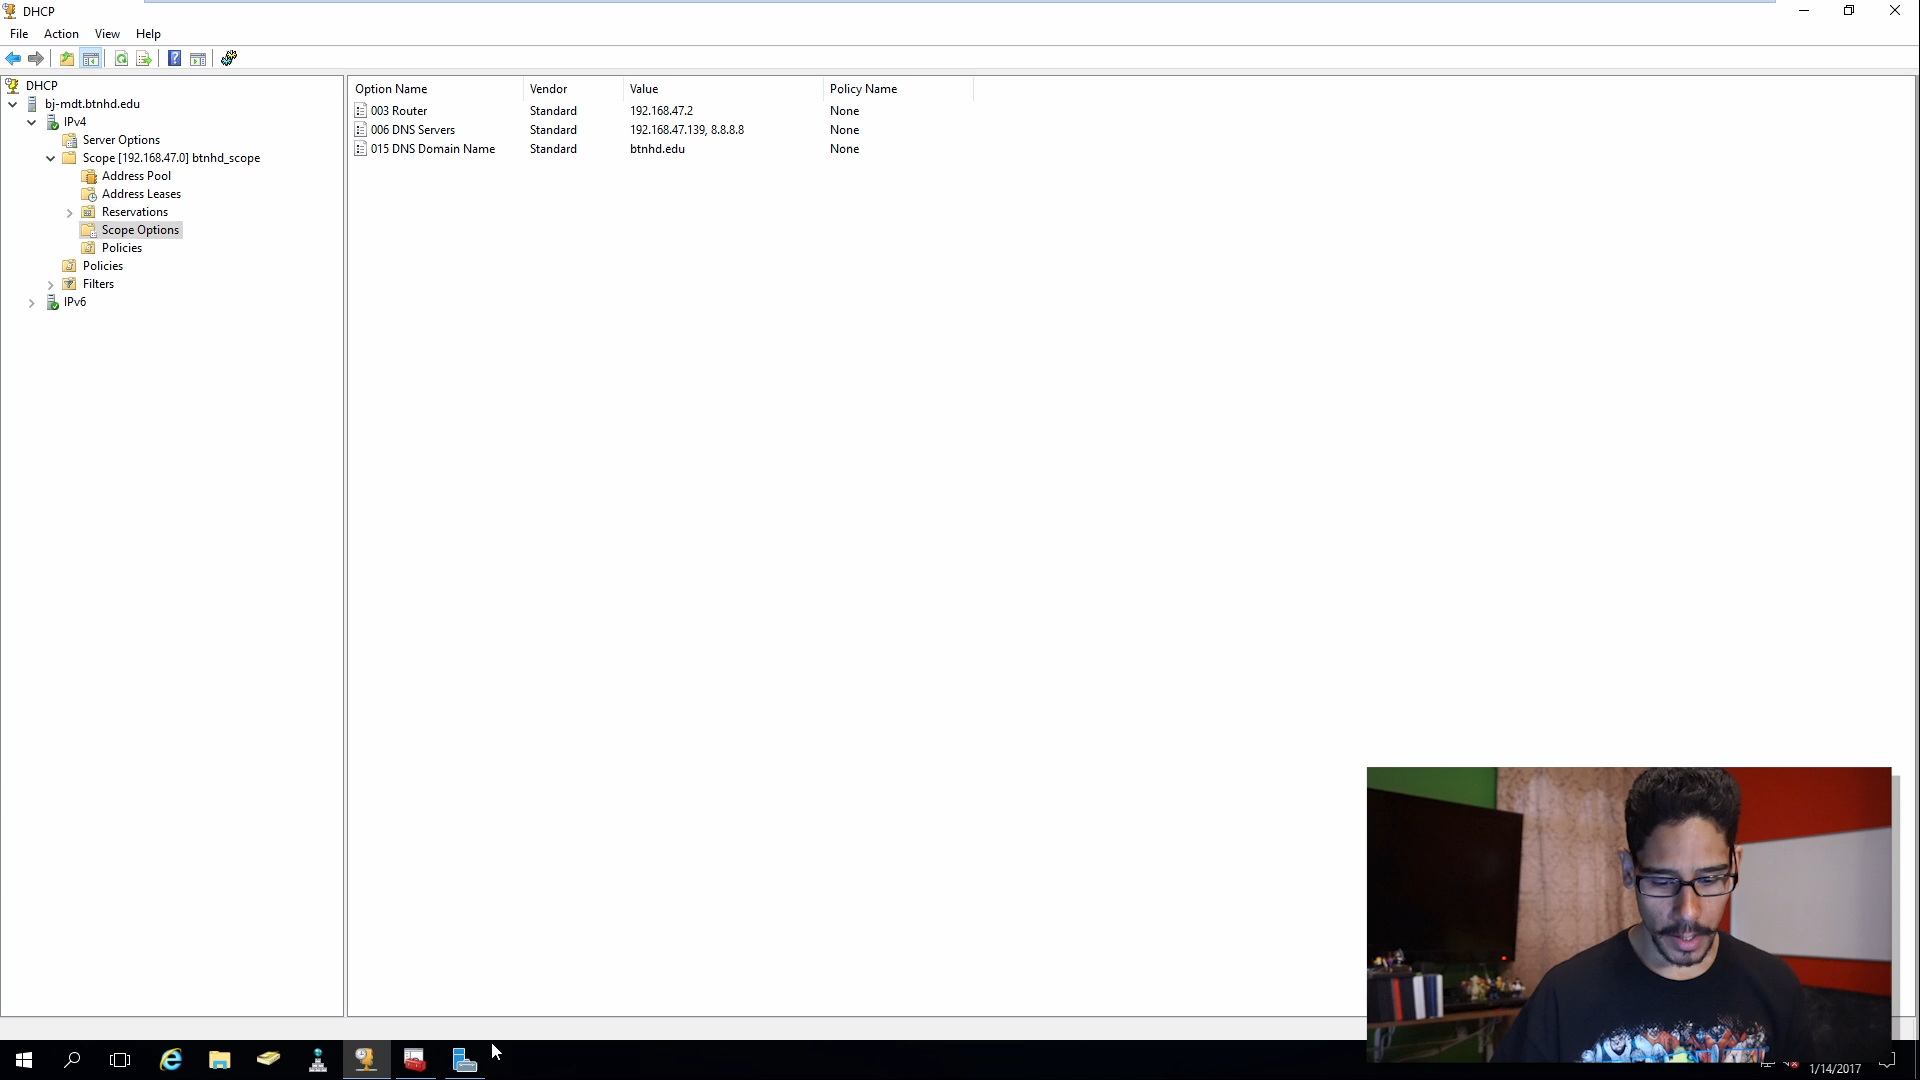 DHCP
File Action View Help
DHCP
bj-mdt.btnhd.edu
IPv4
Server Options
Scope [192.168.47.0] btnhd_scope
Address Pool
Address Leases
Reservations
Scope Options
Policies
Policies
Filters
IPv6
Option Name Vendor Value Policy Name
003 Router Standard 192.168.47.2 None
006 DNS Servers Standard 192.168.47.139, 8.8.8.8 None
015 DNS Domain Name Standard btnhd.edu None
1/14/2017